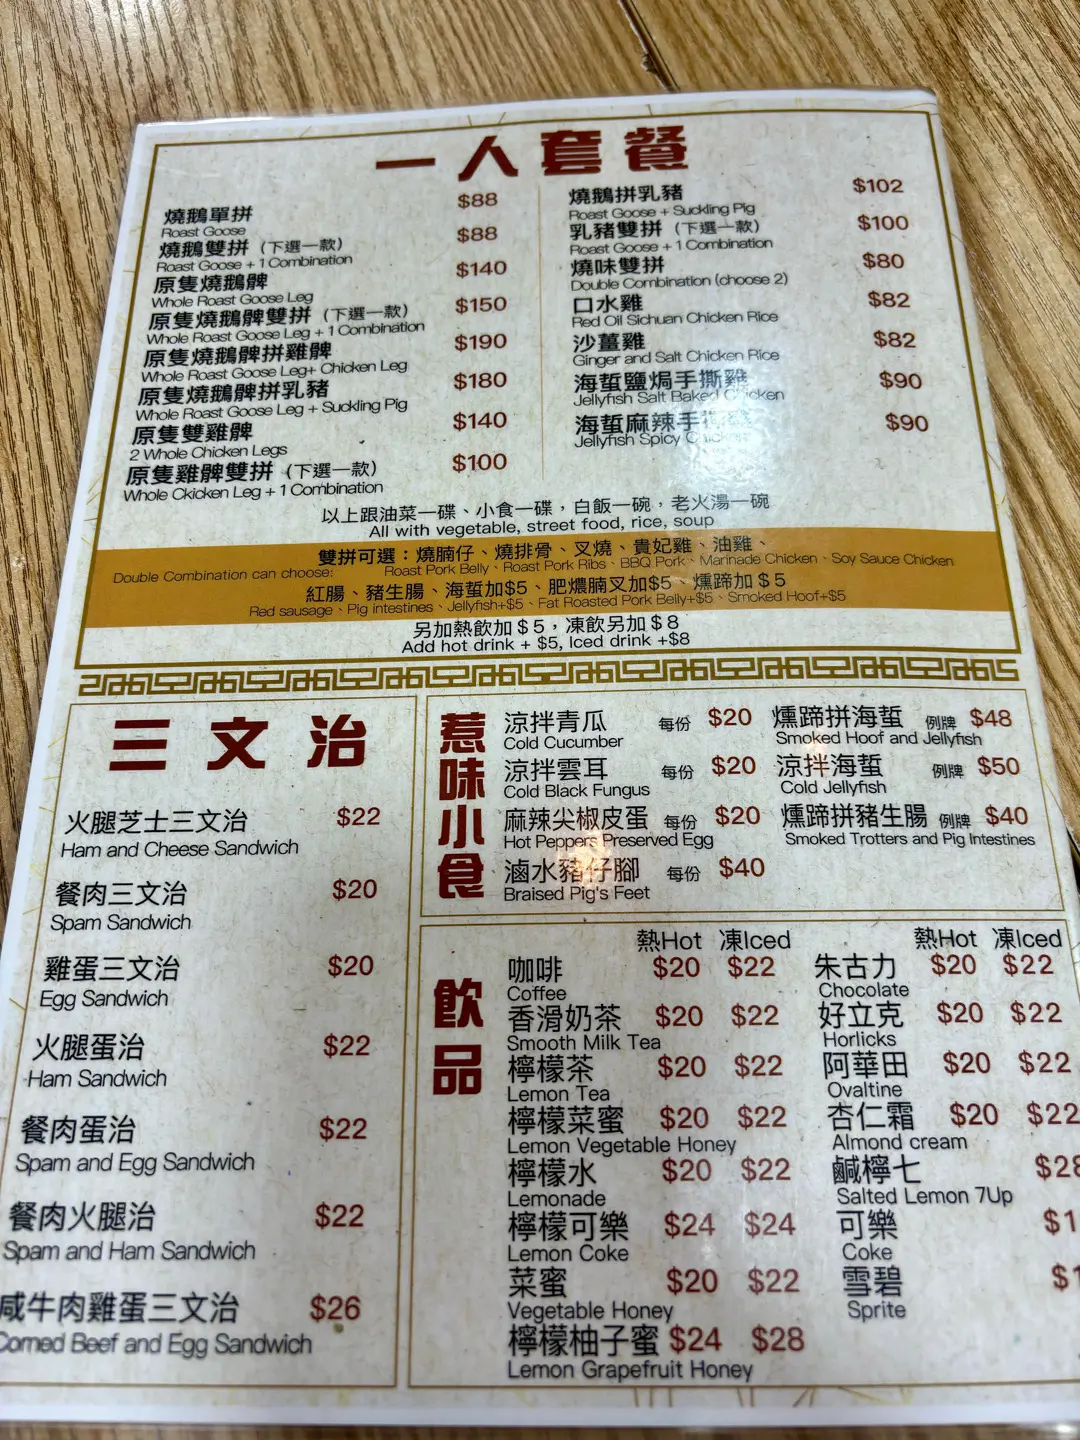 一人套餐
燒鵝單拼 $88
Roast Goose
燒鵝雙拼 (下選一款) $88
Roast Goose + 1 Combination
原隻燒鵝髀 $140
Whole Roast Goose Leg
原隻燒鵝髀雙拼 (下選一款) $150
Whole Roast Goose Leg + 1 Combination
原隻燒鵝髀拼雞髀 $190
Whole Roast Goose Leg+ Chicken Leg
原隻燒鵝髀拼乳豬 $180
Whole Roast Goose Leg + Suckling Pig
原隻雙雞髀 $140
2 Whole Chicken Legs
原隻雞髀雙拼 (下選一款) $100
Whole Ckicken Leg + 1 Combination
燒鵝拼乳豬 $102
Roast Goose + Suckling Pig
乳豬雙拼 (下選一款) $100
Roast Goose + 1 Combination
燒味雙拼 $80
Double Combination (choose 2)
口水雞 $82
Red Oil Sichuan Chicken Rice
沙薑雞 $82
Ginger and Salt Chicken Rice
海蜇鹽焗手撕雞 $90
Jellyfish Salt Baked Chicken
海蜇麻辣手 $90
Jellyfish Spicy Chicken
以上跟油菜一碟、小食一碟，白飯一碗，老火湯一碗
All with vegetable, street food, rice, soup
雙拼可選：燒腩仔、燒排骨、叉燒、貴妃雞、油雞、
Double Combination can choose: Roast Pork Belly、Roast Pork Ribs、BBQ Pork、Marinade Chicken、Soy Sauce Chicken
紅腸、豬生腸、海蜇加$5、肥燶腩叉加$5、燻蹄加＄5
Red sausage、Pig intestines、Jellyfish+$5、Fat Roasted Pork Belly+$5、Smoked Hoof+$5
另加熱飲加＄5，凍飲另加＄8
Add hot drink + $5, Iced drink +$8
三文治
火腿芝士三文治 $22
Ham and Cheese Sandwich
餐肉三文治 $20
Spam Sandwich
雞蛋三文治 $20
Egg Sandwich
火腿蛋治 $22
Ham Sandwich
餐肉蛋治 $22
Spam and Egg Sandwich
餐肉火腿治 $22
Spam and Ham Sandwich
咸牛肉雞蛋三文治 $26
Corned Beef and Egg Sandwich
惹味小食
涼拌青瓜 每份 $20
Cold Cucumber
涼拌雲耳 每份 $20
Cold Black Fungus
麻辣尖椒皮蛋 每份 $20
Hot Peppers Preserved Egg
滷水豬仔腳 每份 $40
Braised Pig's Feet
燻蹄拼海蜇 例牌 $48
Smoked Hoof and Jellyfish
涼拌海蜇 例牌 $50
Cold Jellyfish
燻蹄拼豬生腸 例牌 $40
Smoked Trotters and Pig Intestines
飲品
熱Hot 凍Iced
咖啡 $20 $22
Coffee
香滑奶茶 $20 $22
Smooth Milk Tea
檸檬茶 $20 $22
Lemon Tea
檸檬菜蜜 $20 $22
Lemon Vegetable Honey
檸檬水 $20 $22
Lemonade
檸檬可樂 $24 $24
Lemon Coke
菜蜜 $20 $22
Vegetable Honey
檸檬柚子蜜 $24 $28
Lemon Grapefruit Honey
熱Hot 凍Iced
朱古力 $20 $22
Chocolate
好立克 $20 $22
Horlicks
阿華田 $20 $22
Ovaltine
杏仁霜 $20 $22
Almond cream
鹹檸七
Salted Lemon 7Up
可樂
Coke
雪碧
Sprite